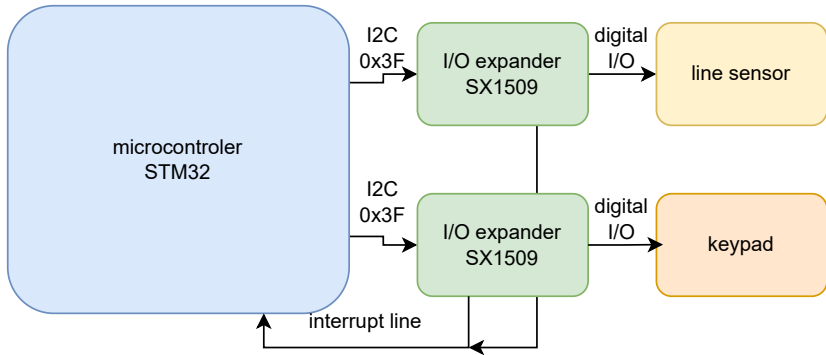 microcontroler
STM32
I2C
0x3F
I/O expander
SX1509
digital
I/O
line sensor
I2C
0x3F
I/O expander
SX1509
digital
I/O
keypad
interrupt line